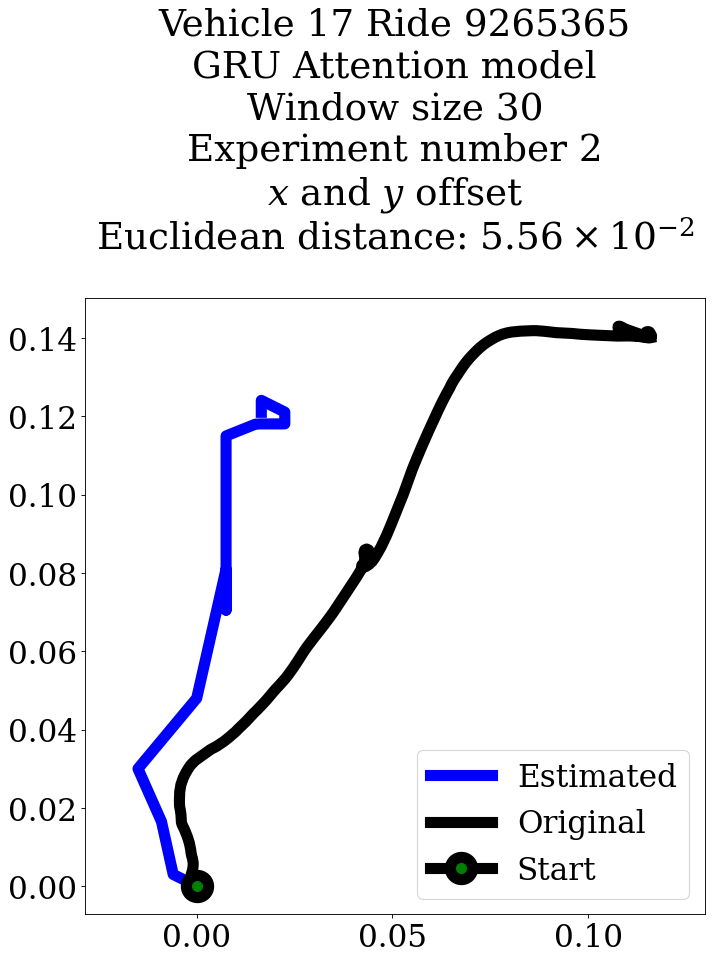 Vehicle 17 Ride 9265365
GRU Attention model
Window size 30
Experiment number 2
x and y offset
Euclidean distance: 5.56 × 10⁻²
0.14
0.12
0.10
0.08
0.06
0.04
0.02
0.00
Estimated
Original
Start
0.00 0.05 0.10